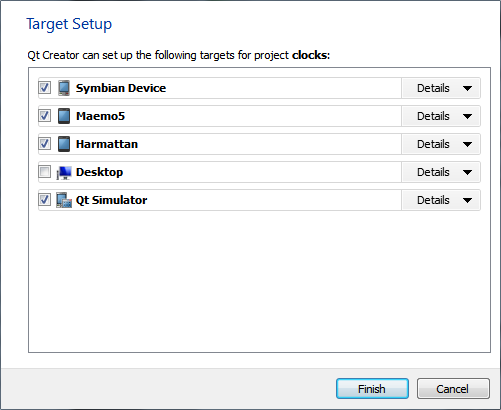 Target Setup
Qt Creator can set up the following targets for project clocks:
Symbian Device Details
Maemo5 Details
Harmattan Details
Desktop Details
Qt Simulator Details
Finish Cancel